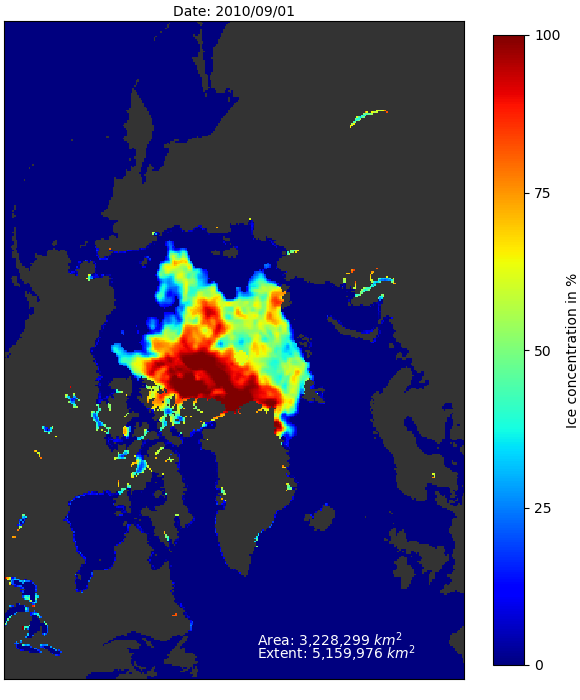 Date: 2010/09/01
100
75
50
25
0
Ice concentration in %
Area: 3,228,299 km²
Extent: 5,159,976 km²